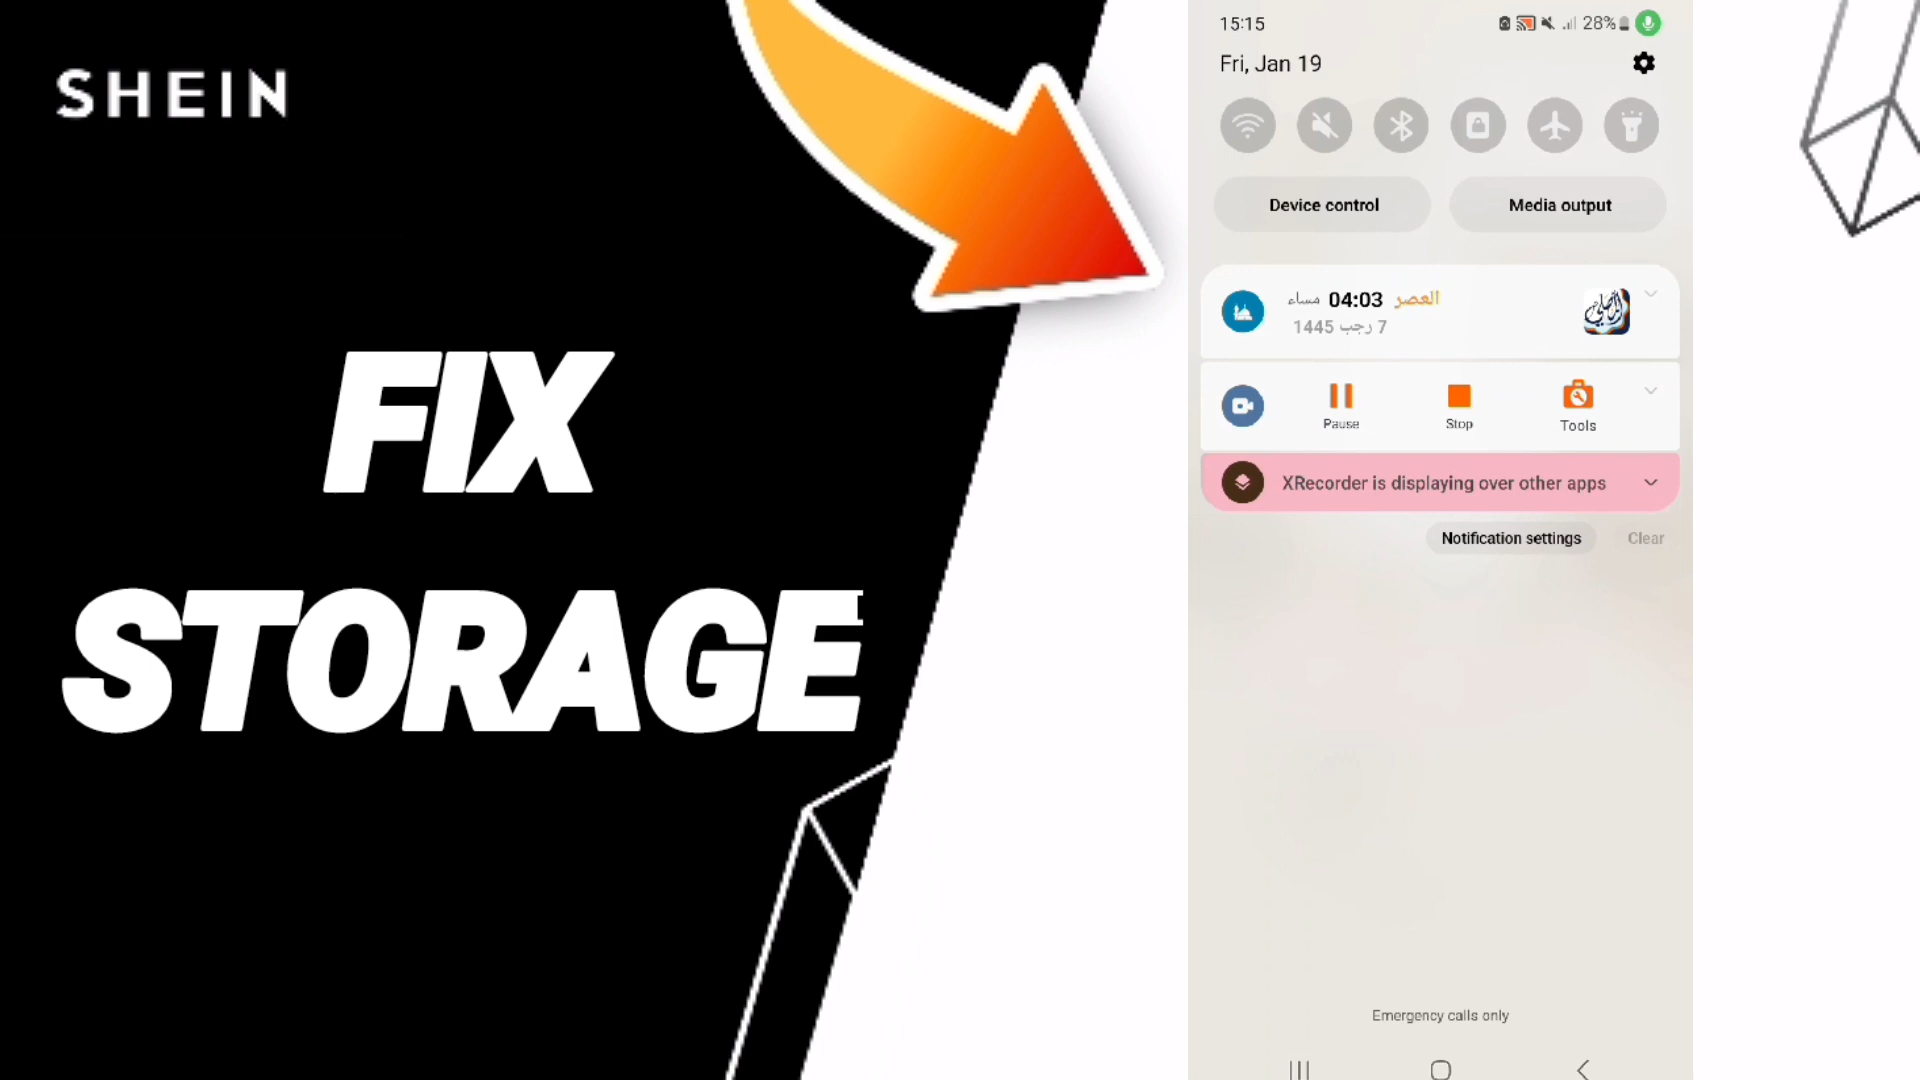 SHEIN
FIX
STORAGE
15:15
28%
Fri, Jan 19
Device control
Media output
العصر 04:03 مساء
7 رجب 1445
Pause
Stop
Tools
XRecorder is displaying over other apps
Notification settings
Clear
Emergency calls only